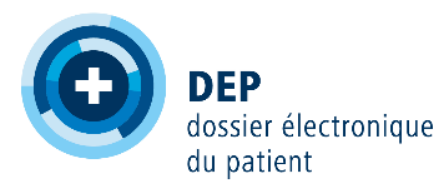 DEP
dossier électronique
du patient